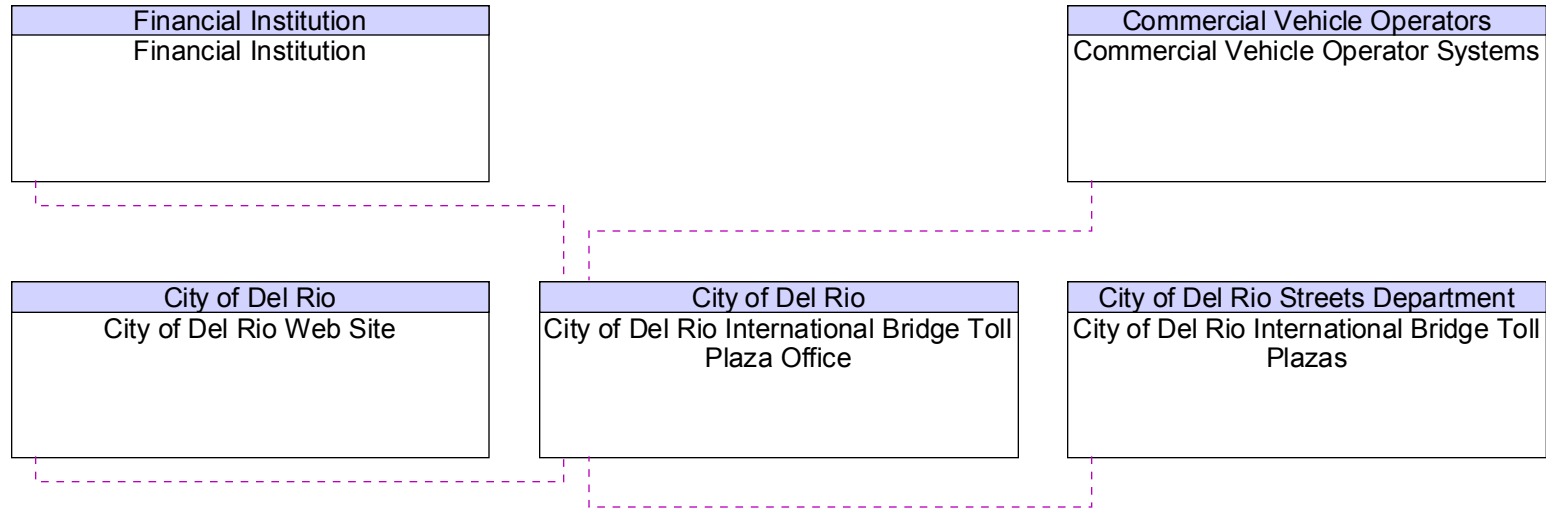 Financial Institution
Financial Institution
Commercial Vehicle Operators
Commercial Vehicle Operator Systems
City of Del Rio
City of Del Rio Web Site
City of Del Rio
City of Del Rio International Bridge Toll
Plaza Office
City of Del Rio Streets Department
City of Del Rio International Bridge Toll
Plazas